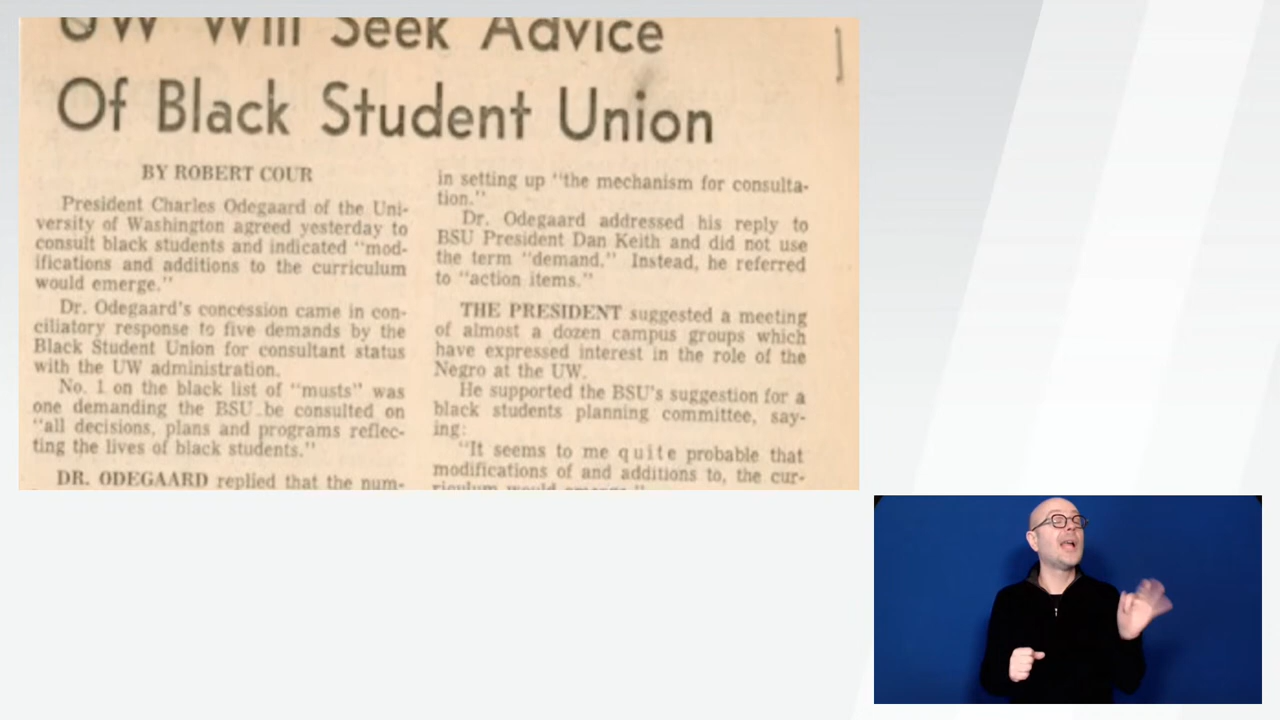 UW Will Seek Advice
Of Black Student Union
BY ROBERT COUR
President Charles Odegaard of the Uni-
versity of Washington agreed yesterday to
consult black students and indicated "mod-
ifications and additions to the curriculum
would emerge."
Dr. Odegaard's concession came in con-
ciliatory response to five demands by the
Black Student Union for consultant status
with the UW administration.
No. 1 on the black list of "musts" was
one demanding the BSU be consulted on
"all decisions, plans and programs reflec-
ting the lives of black students."
DR. ODEGAARD replied that the num-
in setting up "the mechanism for consulta-
tion."
Dr. Odegaard addressed his reply to
BSU President Dan Keith and did not use
the term "demand." Instead, he referred
to "action items."
THE PRESIDENT suggested a meeting
of almost a dozen campus groups which
have expressed interest in the role of the
Negro at the UW.
He supported the BSU's suggestion for a
black students planning committee, say-
ing:
"It seems to me quite probable that
modifications of and additions to, the cur-
riculum would emerge."